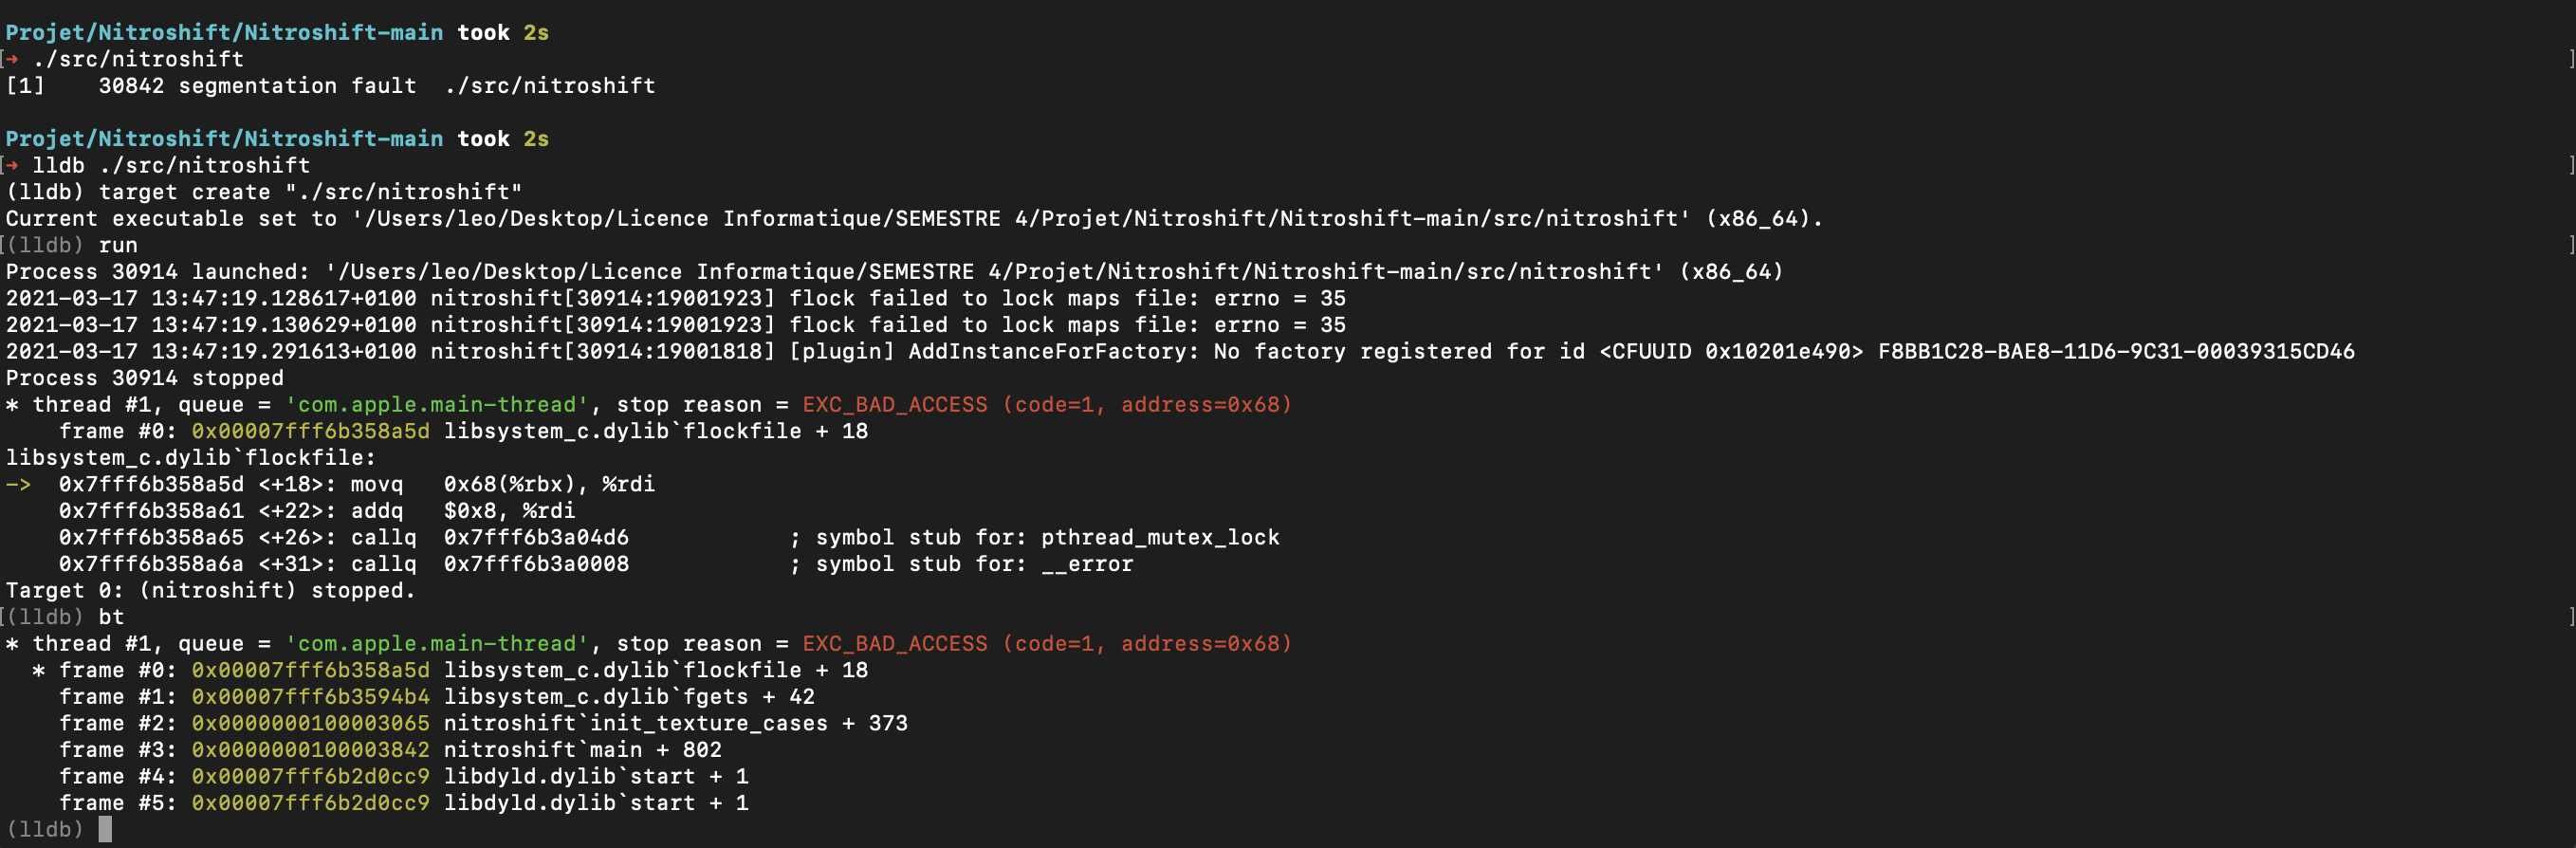 Projet/Nitroshift/Nitroshift-main took 2s
[→ ./src/nitroshift ]
[1]    30842 segmentation fault  ./src/nitroshift
Projet/Nitroshift/Nitroshift-main took 2s
[→ lldb ./src/nitroshift ]
(lldb) target create "./src/nitroshift"
Current executable set to '/Users/leo/Desktop/Licence Informatique/SEMESTRE 4/Projet/Nitroshift/Nitroshift-main/src/nitroshift' (x86_64).
[(lldb) run ]
Process 30914 launched: '/Users/leo/Desktop/Licence Informatique/SEMESTRE 4/Projet/Nitroshift/Nitroshift-main/src/nitroshift' (x86_64)
2021-03-17 13:47:19.128617+0100 nitroshift[30914:19001923] flock failed to lock maps file: errno = 35
2021-03-17 13:47:19.130629+0100 nitroshift[30914:19001923] flock failed to lock maps file: errno = 35
2021-03-17 13:47:19.291613+0100 nitroshift[30914:19001818] [plugin] AddInstanceForFactory: No factory registered for id <CFUUID 0x10201e490> F8BB1C28-BAE8-11D6-9C31-00039315CD46
Process 30914 stopped
* thread #1, queue = 'com.apple.main-thread', stop reason = EXC_BAD_ACCESS (code=1, address=0x68)
    frame #0: 0x00007fff6b358a5d libsystem_c.dylib`flockfile + 18
libsystem_c.dylib`flockfile:
->  0x7fff6b358a5d <+18>: movq   0x68(%rbx), %rdi
    0x7fff6b358a61 <+22>: addq   $0x8, %rdi
    0x7fff6b358a65 <+26>: callq  0x7fff6b3a04d6            ; symbol stub for: pthread_mutex_lock
    0x7fff6b358a6a <+31>: callq  0x7fff6b3a0008            ; symbol stub for: __error
Target 0: (nitroshift) stopped.
[(lldb) bt ]
* thread #1, queue = 'com.apple.main-thread', stop reason = EXC_BAD_ACCESS (code=1, address=0x68)
  * frame #0: 0x00007fff6b358a5d libsystem_c.dylib`flockfile + 18
    frame #1: 0x00007fff6b3594b4 libsystem_c.dylib`fgets + 42
    frame #2: 0x0000000100003065 nitroshift`init_texture_cases + 373
    frame #3: 0x0000000100003842 nitroshift`main + 802
    frame #4: 0x00007fff6b2d0cc9 libdyld.dylib`start + 1
    frame #5: 0x00007fff6b2d0cc9 libdyld.dylib`start + 1
(lldb)